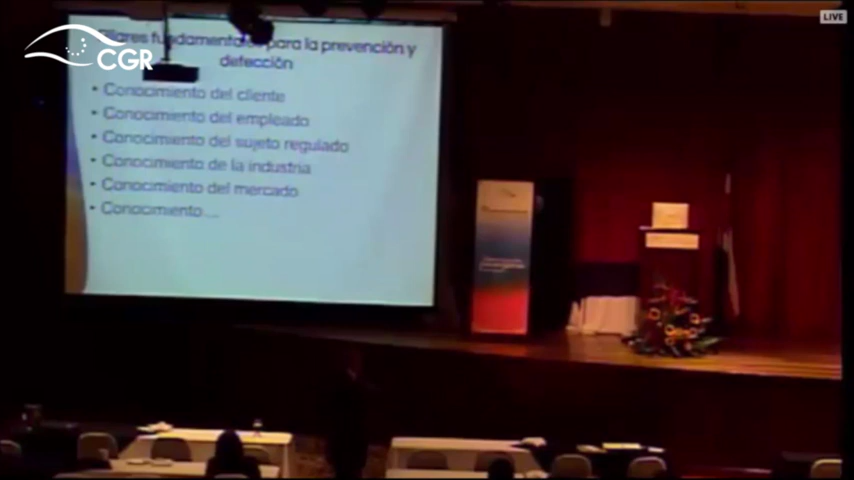 LIVE
CGR
Pilares fundamentales para la prevención y
detección
• Conocimiento del cliente
• Conocimiento del empleado
• Conocimiento del sujeto regulado
• Conocimiento de la industria
• Conocimiento del mercado
• Conocimiento....